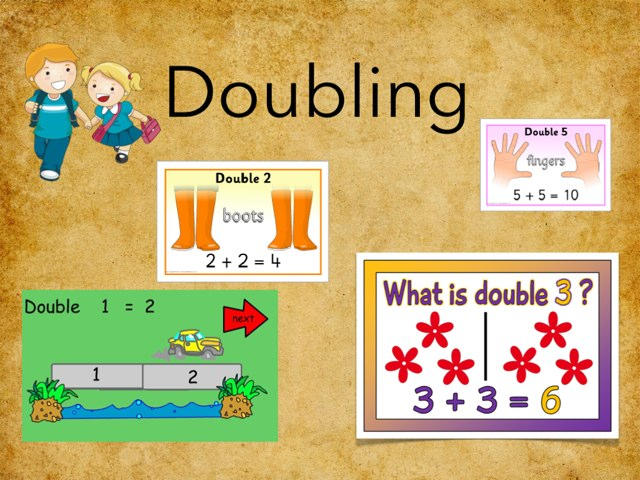 Doubling
Double 5
fingers
5 + 5 = 10
Double 2
boots
2 + 2 = 4
Double 1 = 2
next
1 2
What is double 3 ?
3 + 3 = 6